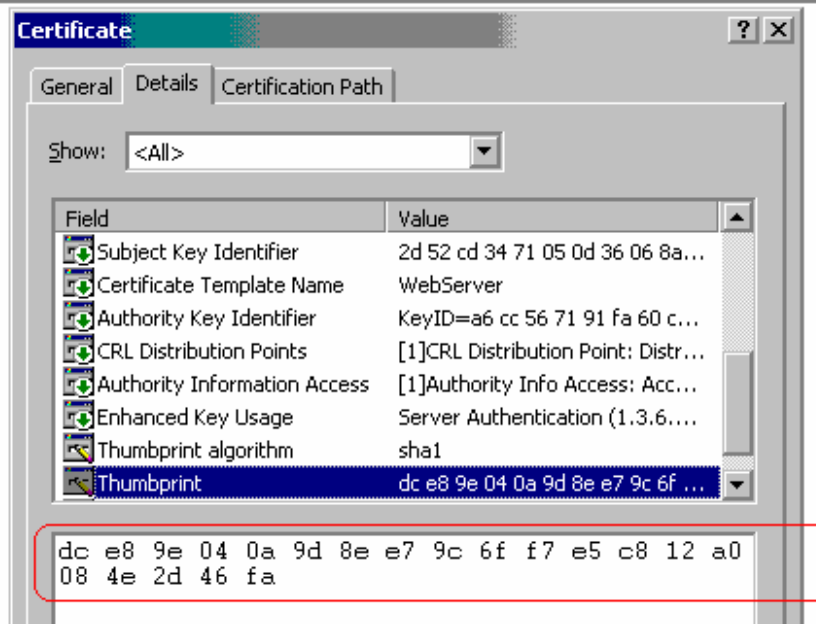 Certificate
General Details Certification Path
Show: <All>
Field Value
Subject Key Identifier 2d 52 cd 34 71 05 0d 36 06 8a...
Certificate Template Name WebServer
Authority Key Identifier KeyID=a6 cc 56 71 91 fa 60 c...
CRL Distribution Points [1]CRL Distribution Point: Distr...
Authority Information Access [1]Authority Info Access: Acc...
Enhanced Key Usage Server Authentication (1.3.6....
Thumbprint algorithm sha1
Thumbprint dc e8 9e 04 0a 9d 8e e7 9c 6f ...
dc e8 9e 04 0a 9d 8e e7 9c 6f f7 e5 c8 12 a0
08 4e 2d 46 fa